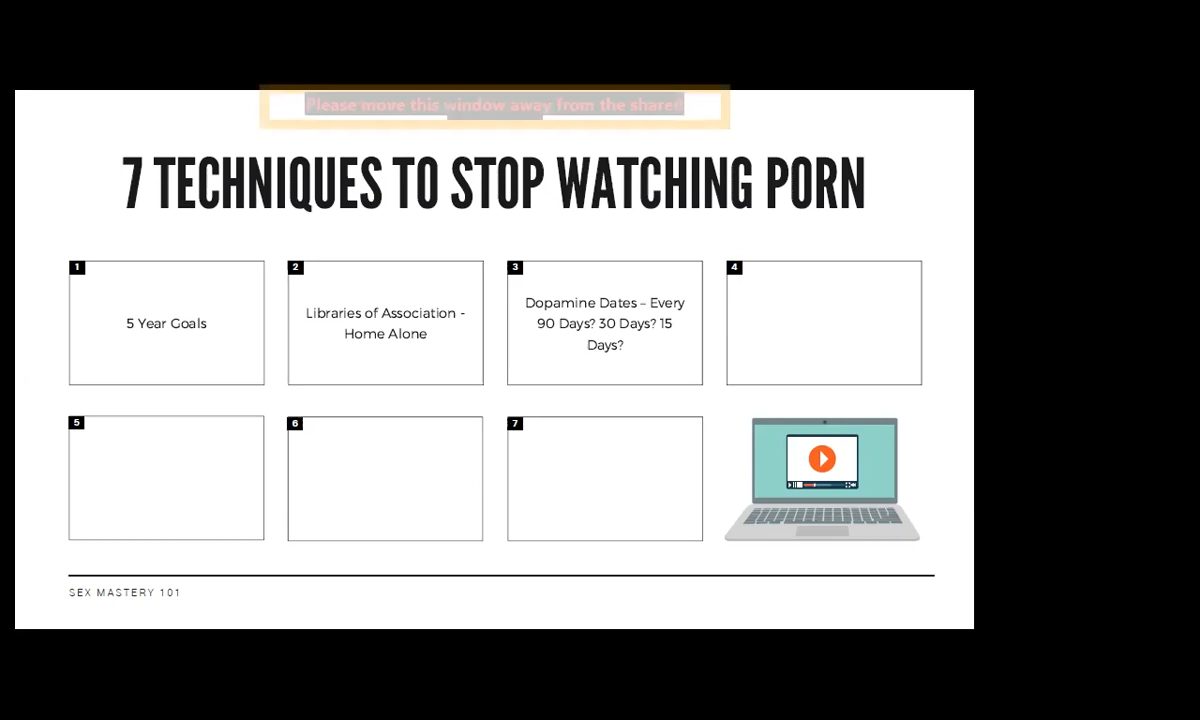 Please move this window away from the shared
7 TECHNIQUES TO STOP WATCHING PORN
1
5 Year Goals
2
Libraries of Association -
Home Alone
3
Dopamine Dates – Every
90 Days? 30 Days? 15
Days?
4
5
6
7
SEX MASTERY 101